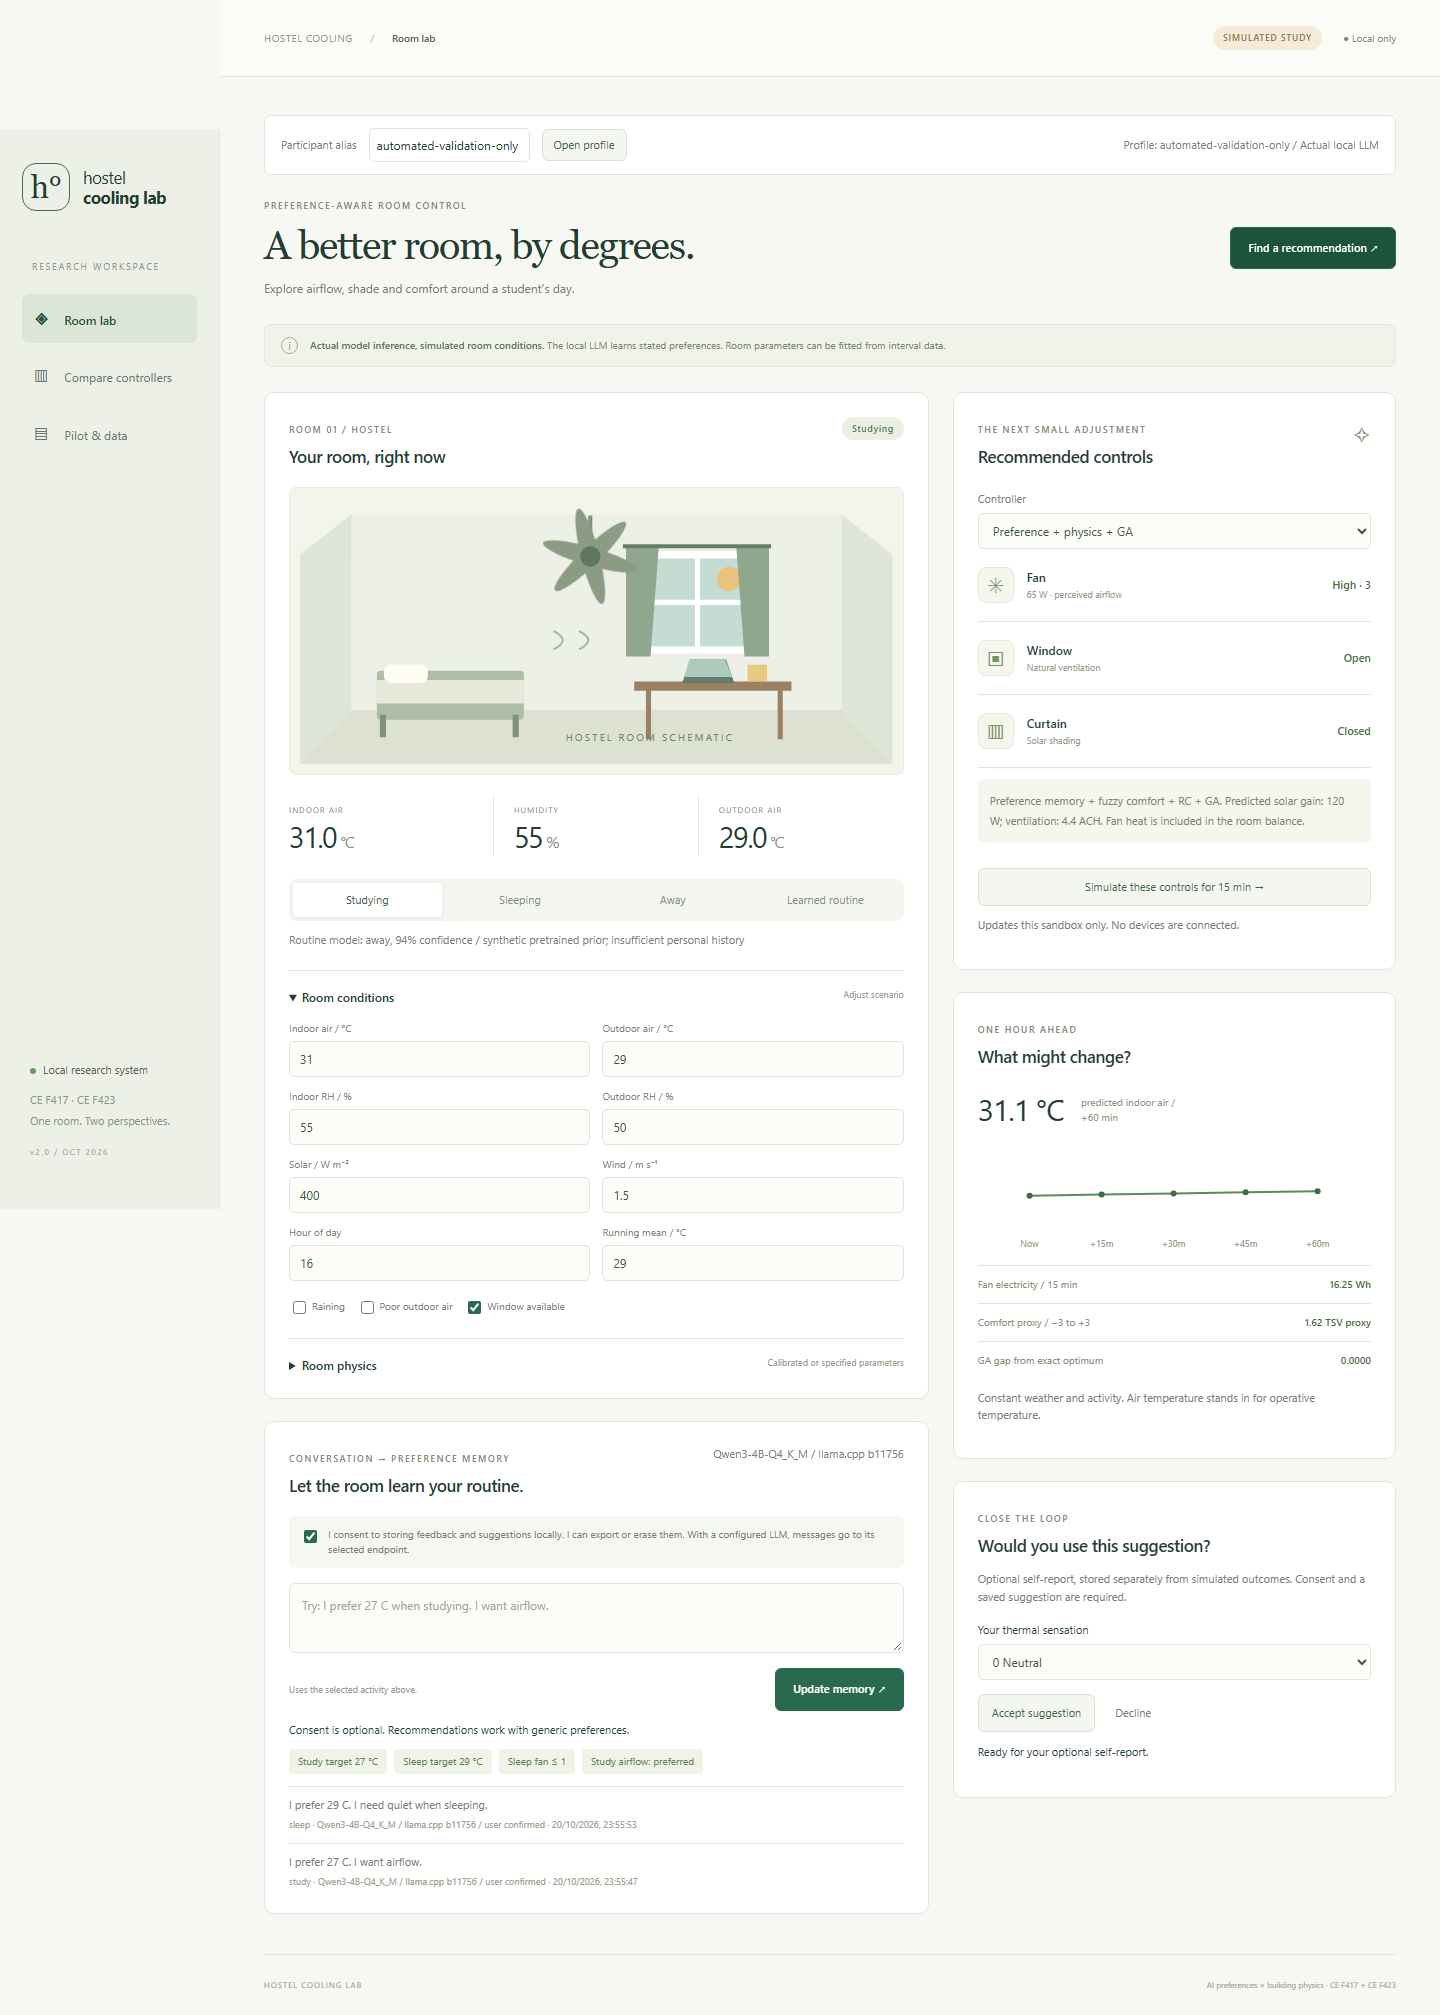 HOSTEL COOLING / Room lab
SIMULATED STUDY
● Local only
hº
hostel
cooling lab
RESEARCH WORKSPACE
Room lab
Compare controllers
Pilot & data
Local research system
CE F417 · CE F423
One room. Two perspectives.
v2.0 / OCT 2026
Participant alias
automated-validation-only
Open profile
Profile: automated-validation-only / Actual local LLM
PREFERENCE-AWARE ROOM CONTROL
A better room, by degrees.
Explore airflow, shade and comfort around a student's day.
Find a recommendation ↗
i
Actual model inference, simulated room conditions. The local LLM learns stated preferences. Room parameters can be fitted from interval data.
ROOM 01 / HOSTEL
Studying
Your room, right now
HOSTEL ROOM SCHEMATIC
INDOOR AIR
31.0 °C
HUMIDITY
55 %
OUTDOOR AIR
29.0 °C
Studying
Sleeping
Away
Learned routine
Routine model: away, 94% confidence / synthetic pretrained prior; insufficient personal history
▼ Room conditions
Adjust scenario
Indoor air / °C
31
Outdoor air / °C
29
Indoor RH / %
55
Outdoor RH / %
50
Solar / W m⁻²
400
Wind / m s⁻¹
1.5
Hour of day
16
Running mean / °C
29
Raining
Poor outdoor air
Window available
▶ Room physics
Calibrated or specified parameters
CONVERSATION → PREFERENCE MEMORY
Qwen3-4B-Q4_K_M / llama.cpp b11756
Let the room learn your routine.
I consent to storing feedback and suggestions locally. I can export or erase them. With a configured LLM, messages go to its
selected endpoint.
Try: I prefer 27 C when studying. I want airflow.
Uses the selected activity above.
Update memory ↗
Consent is optional. Recommendations work with generic preferences.
Study target 27 °C
Sleep target 29 °C
Sleep fan ≤ 1
Study airflow: preferred
I prefer 29 C. I need quiet when sleeping.
sleep · Qwen3-4B-Q4_K_M / llama.cpp b11756 / user confirmed · 20/10/2026, 23:55:53
I prefer 27 C. I want airflow.
study · Qwen3-4B-Q4_K_M / llama.cpp b11756 / user confirmed · 20/10/2026, 23:55:47
THE NEXT SMALL ADJUSTMENT
Recommended controls
Controller
Preference + physics + GA
Fan
65 W · perceived airflow
High · 3
Window
Natural ventilation
Open
Curtain
Solar shading
Closed
Preference memory + fuzzy comfort + RC + GA. Predicted solar gain: 120
W; ventilation: 4.4 ACH. Fan heat is included in the room balance.
Simulate these controls for 15 min →
Updates this sandbox only. No devices are connected.
ONE HOUR AHEAD
What might change?
31.1 °C
predicted indoor air /
+60 min
Now
+15m
+30m
+45m
+60m
Fan electricity / 15 min
16.25 Wh
Comfort proxy / −3 to +3
1.62 TSV proxy
GA gap from exact optimum
0.0000
Constant weather and activity. Air temperature stands in for operative
temperature.
CLOSE THE LOOP
Would you use this suggestion?
Optional self-report, stored separately from simulated outcomes. Consent and a
saved suggestion are required.
Your thermal sensation
0 Neutral
Accept suggestion
Decline
Ready for your optional self-report.
HOSTEL COOLING LAB
AI preferences × building physics · CE F417 + CE F423